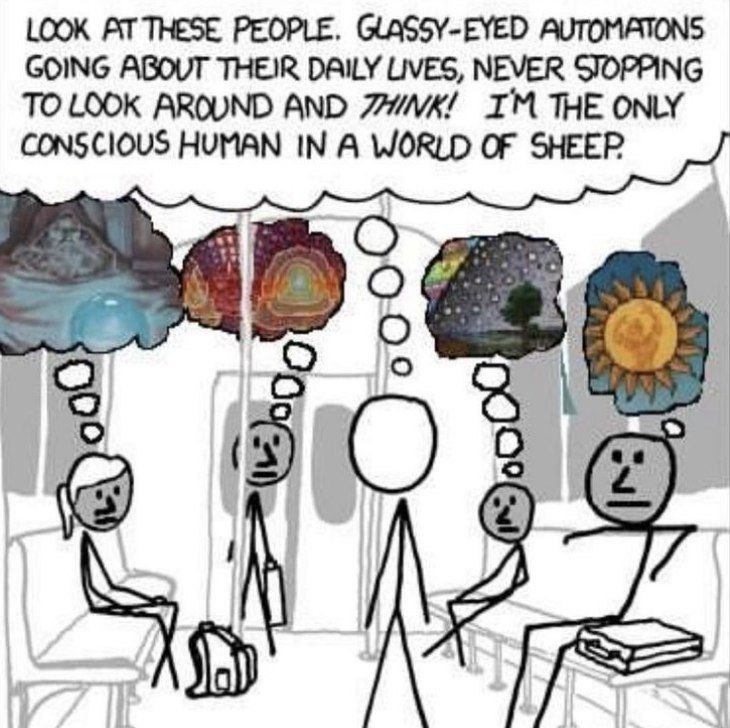 LOOK AT THESE PEOPLE. GLASSY-EYED AUTOMATONS
GOING ABOUT THEIR DAILY LIVES, NEVER STOPPING
TO LOOK AROUND AND THINK! I'M THE ONLY
CONSCIOUS HUMAN IN A WORLD OF SHEEP.